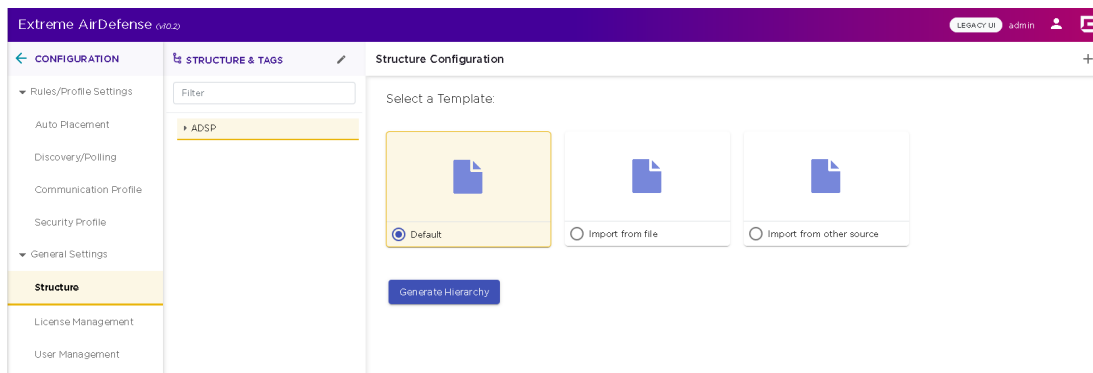 Extreme AirDefense (v10.2)
LEGACY UI admin
CONFIGURATION
Rules/Profile Settings
Auto Placement
Discovery/Polling
Communication Profile
Security Profile
General Settings
Structure
License Management
User Management
STRUCTURE & TAGS
Filter
ADSP
Structure Configuration
Select a Template:
Default
Import from file
Import from other source
Generate Hierarchy